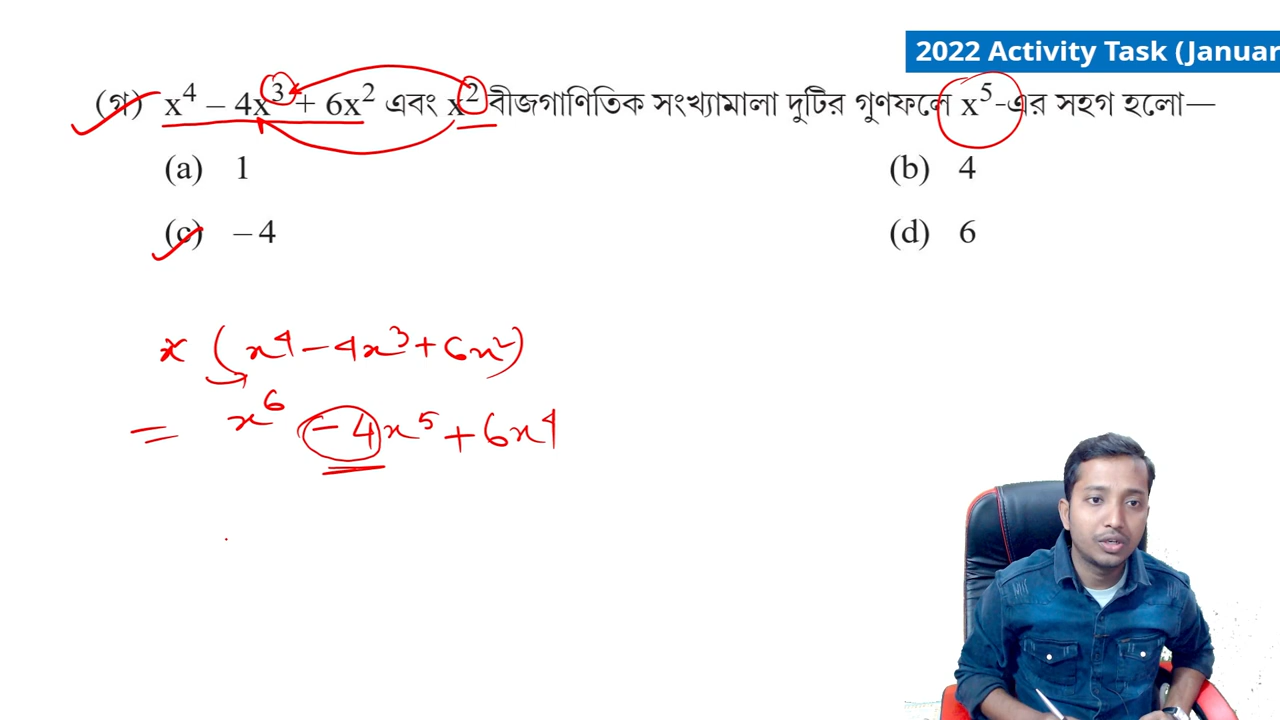 2022 Activity Task (Januar
(গ) x⁴ – 4x³ + 6x² এবং x² বীজগাণিতিক সংখ্যামালা দুটির গুণফলে x⁵-এর সহগ হলো—
(a) 1 (b) 4
(c) – 4 (d) 6
x (x⁴ – 4x³ + 6x²)
= x⁶ – 4x⁵ + 6x⁴